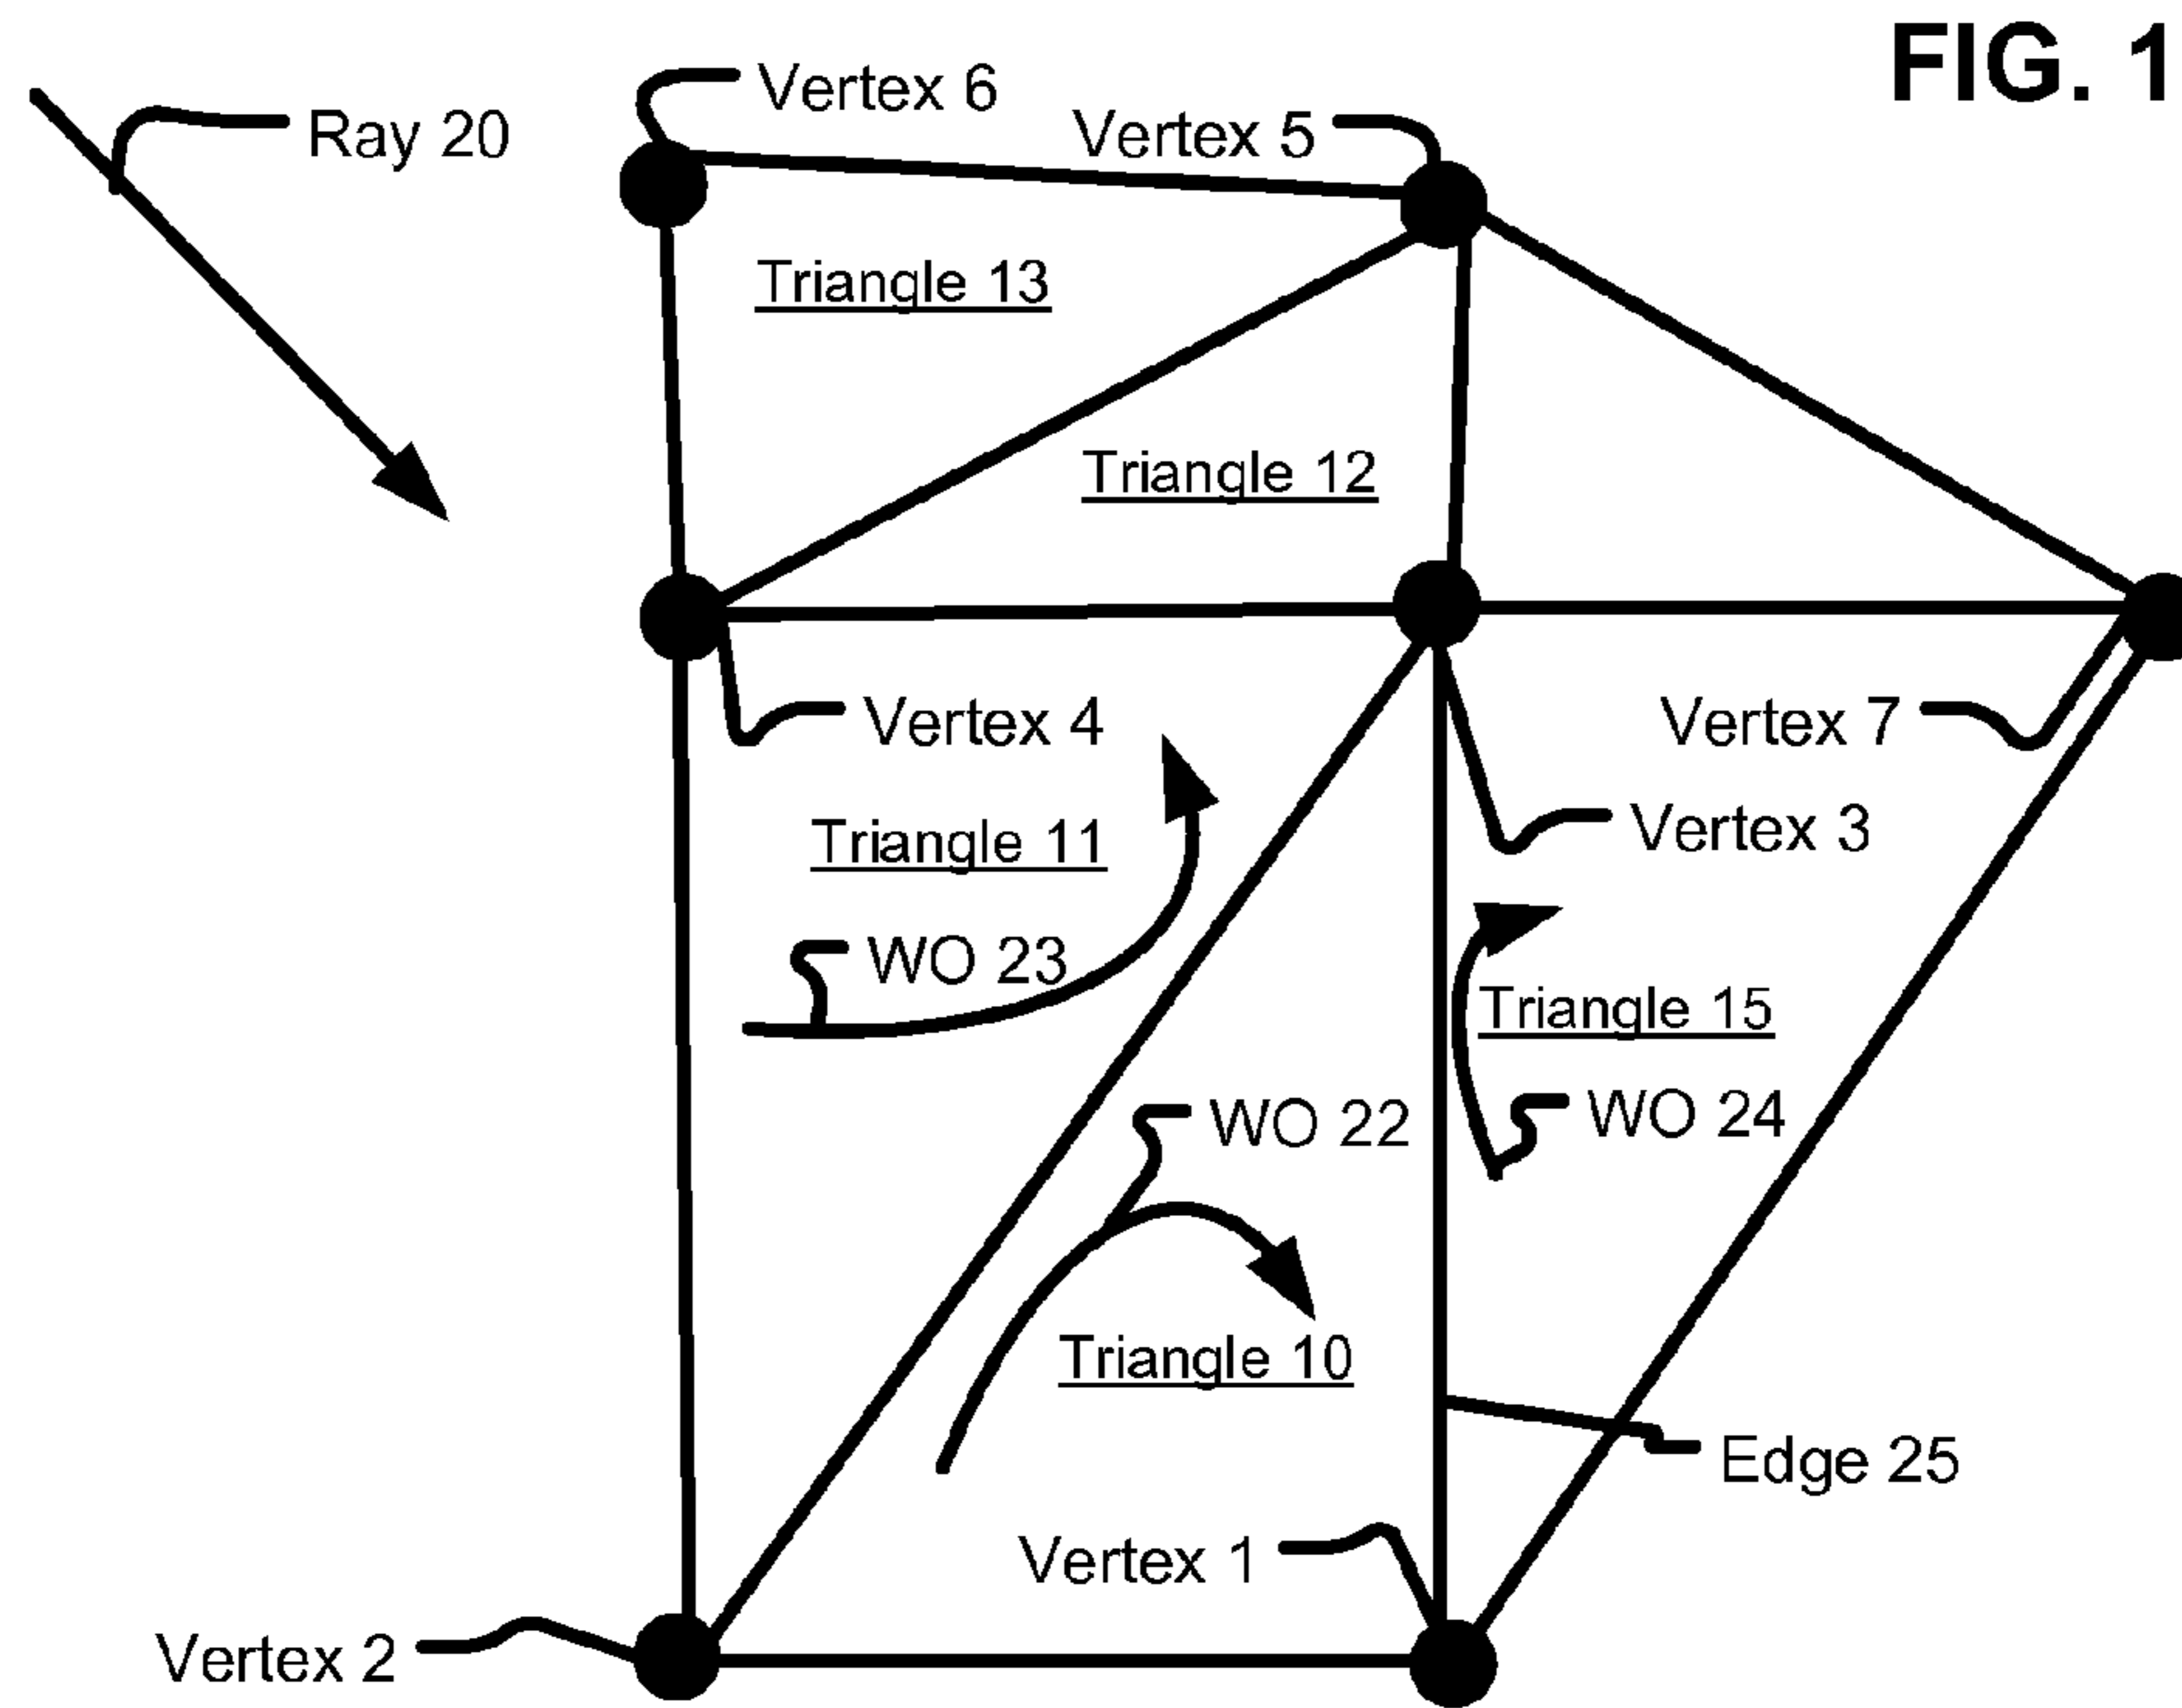 FIG. 1
Vertex 6
Ray 20
Vertex 5
Triangle 13
Triangle 12
Vertex 4
Vertex 7
Triangle 11
Vertex 3
WO 23
Triangle 15
WO 22
WO 24
Triangle 10
Edge 25
Vertex 1
Vertex 2